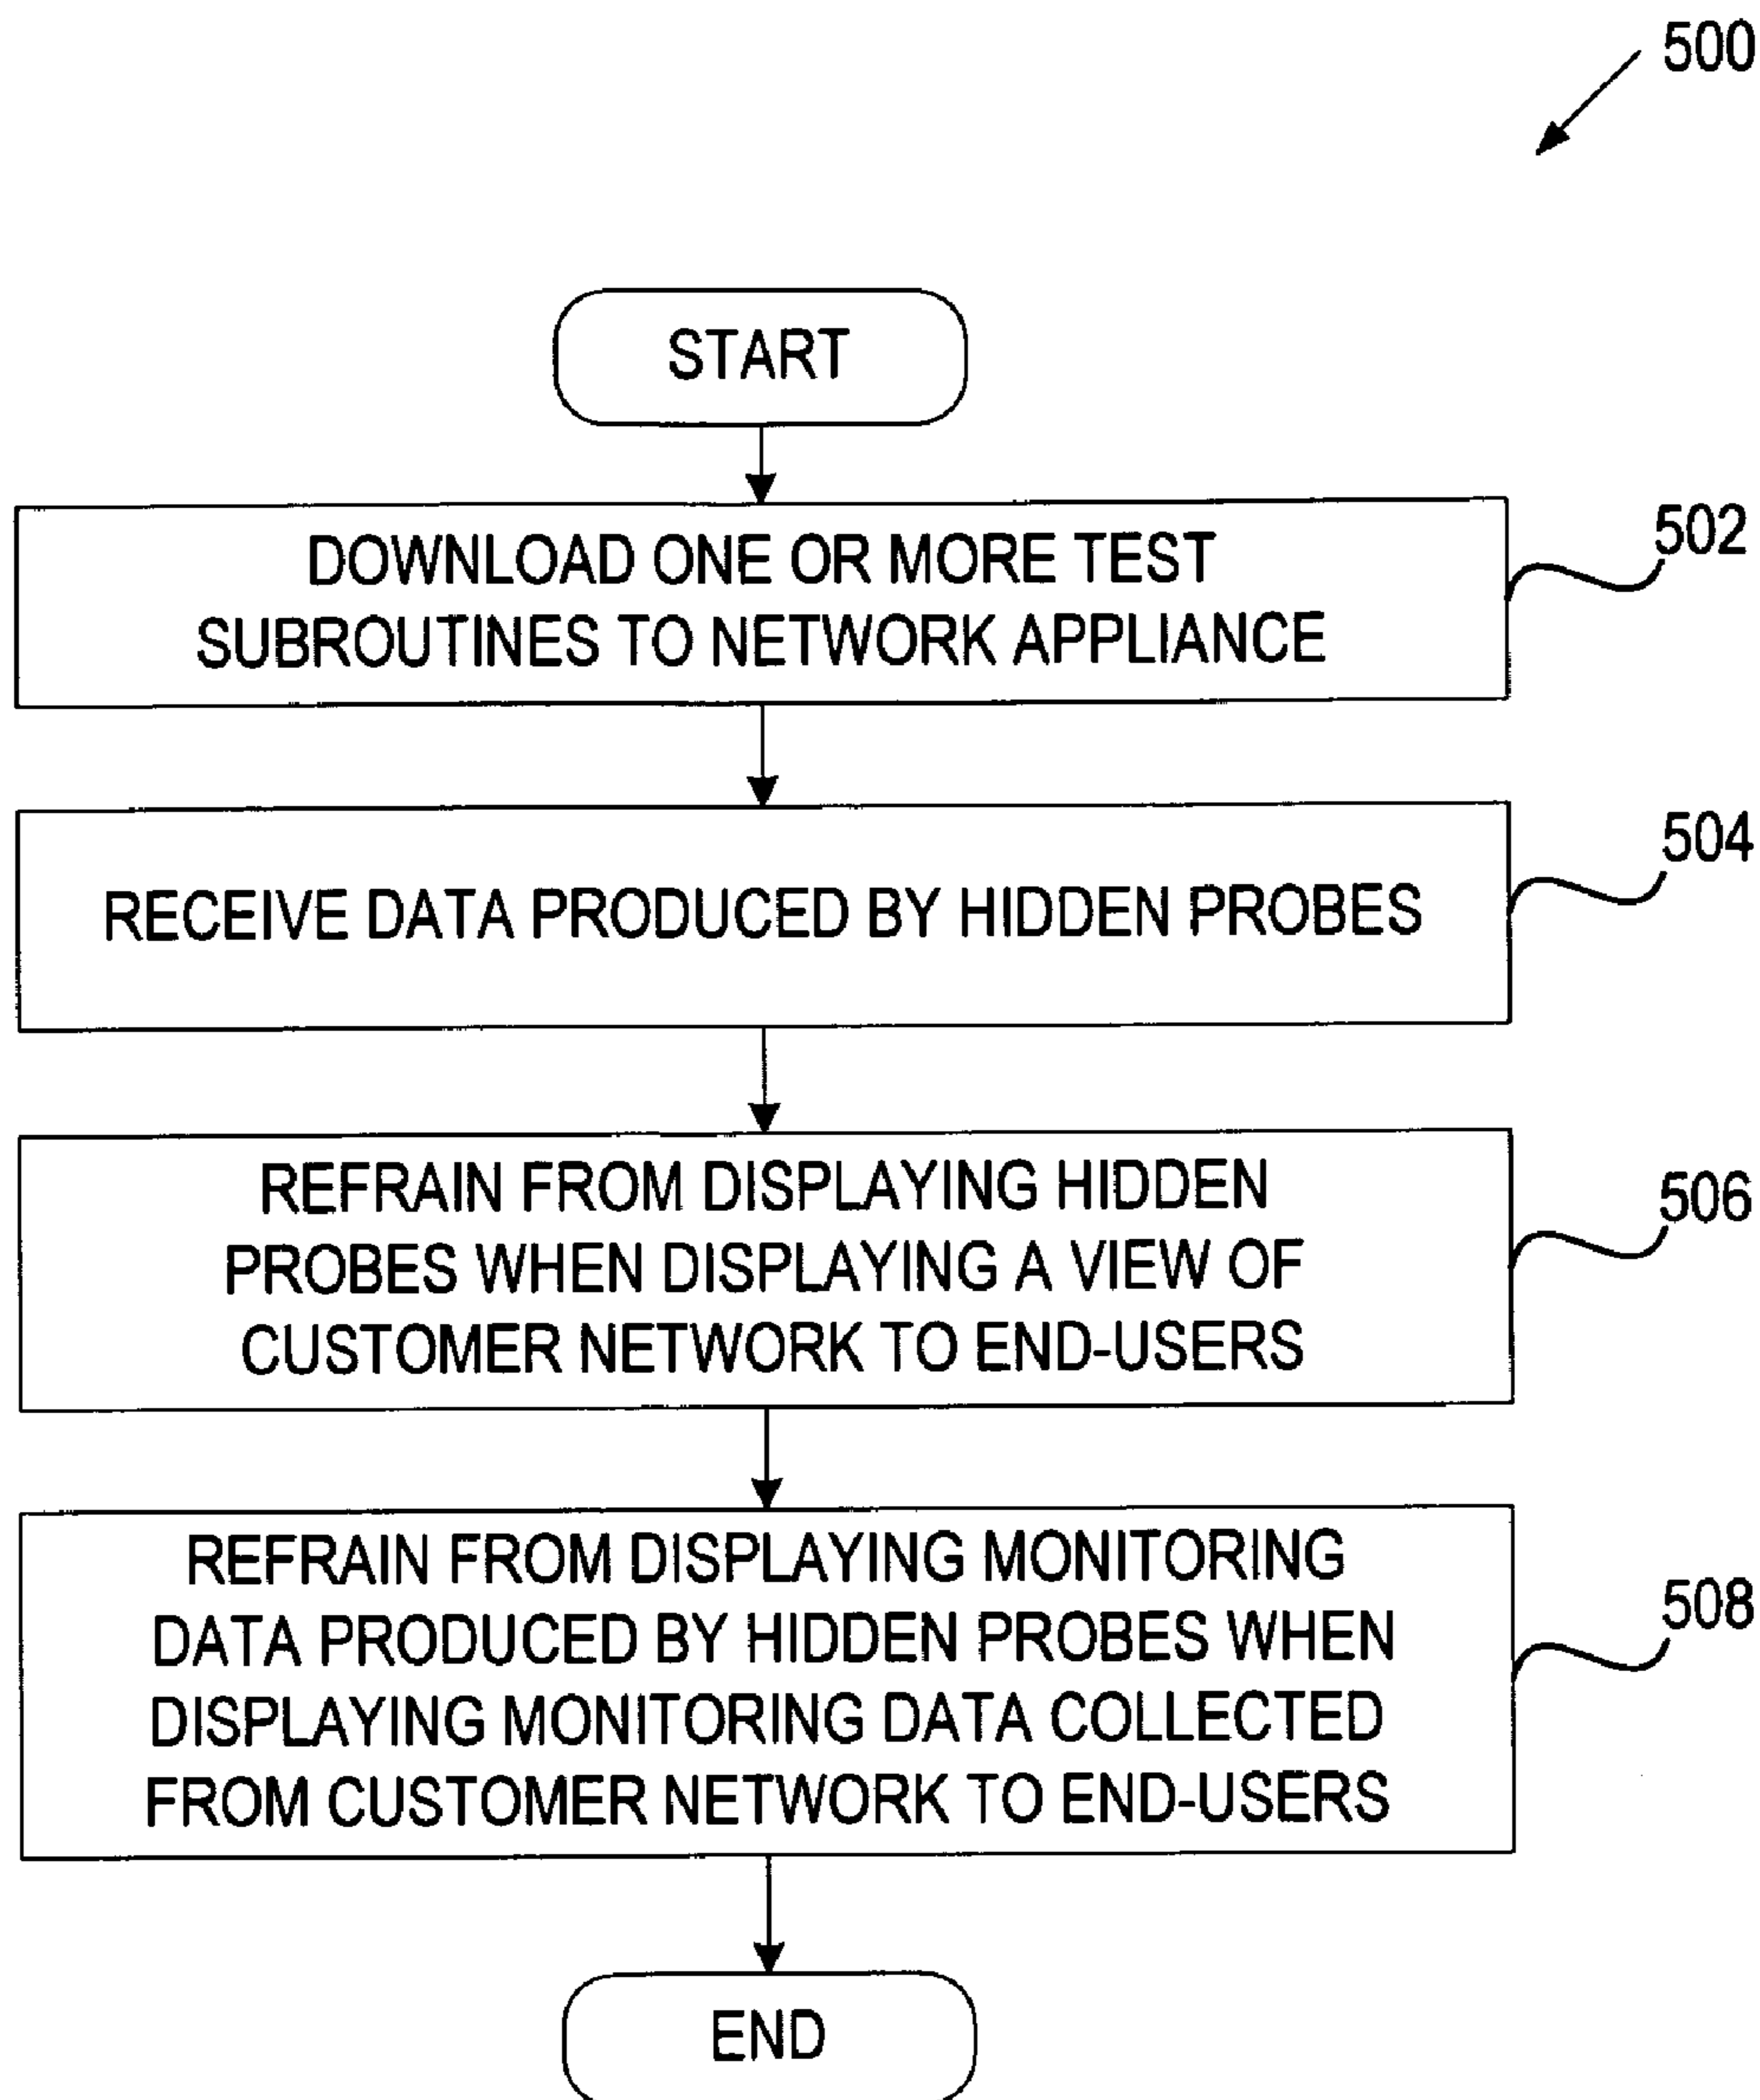 500
START
DOWNLOAD ONE OR MORE TEST
SUBROUTINES TO NETWORK APPLIANCE
502
RECEIVE DATA PRODUCED BY HIDDEN PROBES
504
REFRAIN FROM DISPLAYING HIDDEN
PROBES WHEN DISPLAYING A VIEW OF
CUSTOMER NETWORK TO END-USERS
506
REFRAIN FROM DISPLAYING MONITORING
DATA PRODUCED BY HIDDEN PROBES WHEN
DISPLAYING MONITORING DATA COLLECTED
FROM CUSTOMER NETWORK TO END-USERS
508
END